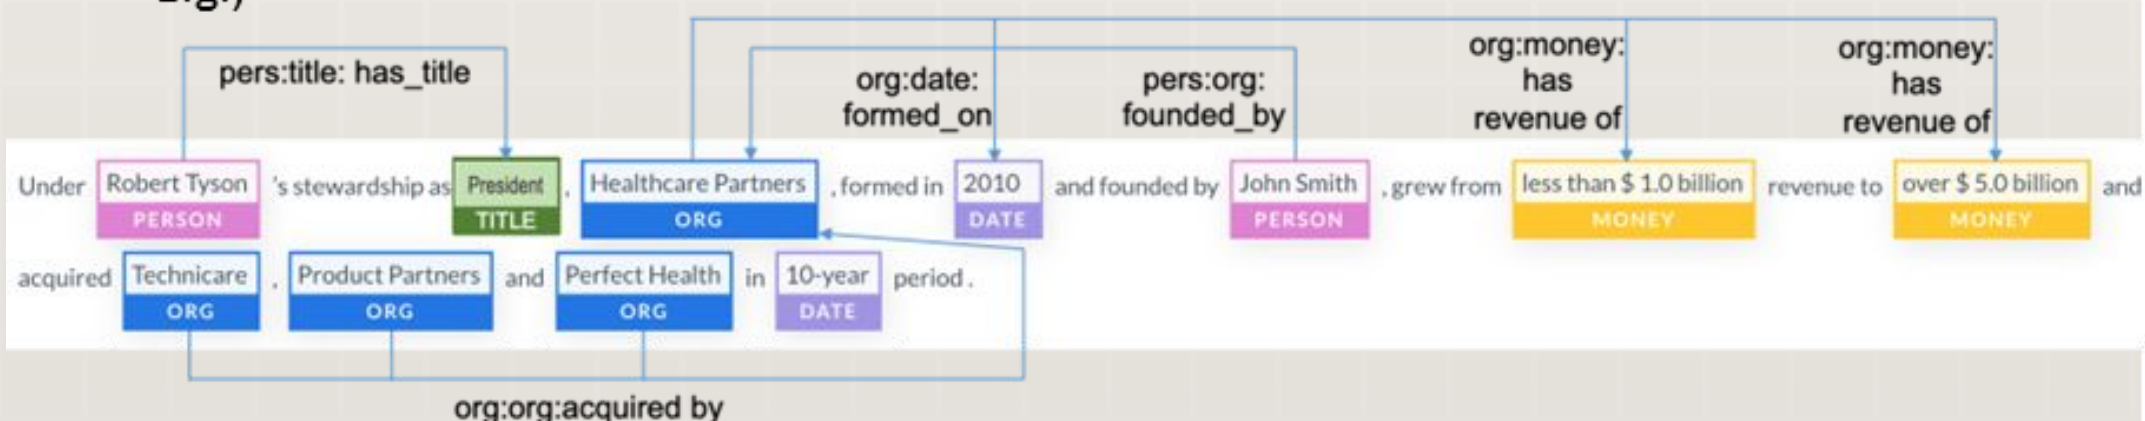 pers:title: has_title
org:date:
formed_on
pers:org:
founded_by
org:money:
has
revenue of
org:money:
has
revenue of
Under Robert Tyson 's stewardship as President , Healthcare Partners , formed in 2010 and founded by John Smith , grew from less than $ 1.0 billion revenue to over $ 5.0 billion and
PERSON TITLE ORG DATE PERSON MONEY MONEY
acquired Technicare , Product Partners and Perfect Health in 10-year period .
ORG ORG ORG DATE
org:org:acquired by